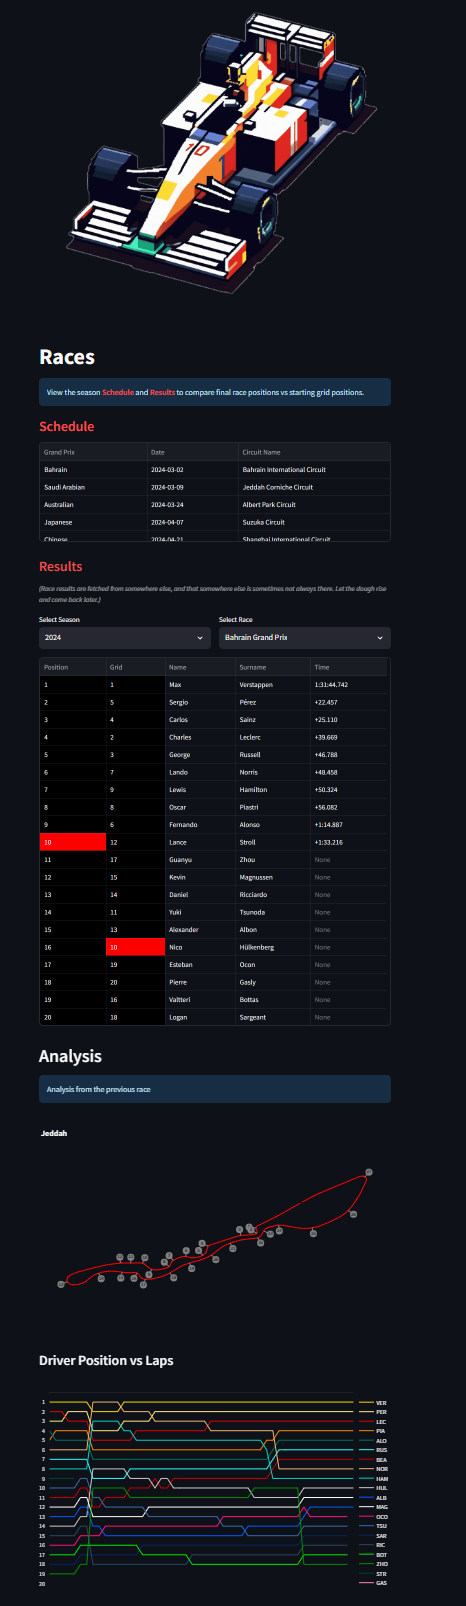 10
Races
View the season Schedule and Results to compare final race positions vs starting grid positions.
Schedule
Grand Prix Date Circuit Name
Bahrain 2024-03-02 Bahrain International Circuit
Saudi Arabian 2024-03-09 Jeddah Corniche Circuit
Australian 2024-03-24 Albert Park Circuit
Japanese 2024-04-07 Suzuka Circuit
Chinese 2024-04-21 Shanghai International Circuit
Results
(Race results are fetched from somewhere else, and that somewhere else is sometimes not always there. Let the dough rise
and come back later.)
Select Season Select Race
2024 Bahrain Grand Prix
Position Grid Name Surname Time
1 1 Max Verstappen 1:31:44.742
2 5 Sergio Pérez +22.457
3 4 Carlos Sainz +25.110
4 2 Charles Leclerc +39.669
5 3 George Russell +46.788
6 7 Lando Norris +48.458
7 9 Lewis Hamilton +50.324
8 8 Oscar Piastri +56.082
9 6 Fernando Alonso +1:14.887
10 12 Lance Stroll +1:33.216
11 17 Guanyu Zhou None
12 15 Kevin Magnussen None
13 14 Daniel Ricciardo None
14 11 Yuki Tsunoda None
15 13 Alexander Albon None
16 10 Nico Hülkenberg None
17 19 Esteban Ocon None
18 20 Pierre Gasly None
19 16 Valtteri Bottas None
20 18 Logan Sargeant None
Analysis
Analysis from the previous race
Jeddah
Driver Position vs Laps
1 VER
2 PER
3 LEC
4 PIA
5 ALO
6 RUS
7 BEA
8 NOR
9 HAM
10 HUL
11 ALB
12 MAG
13 OCO
14 TSU
15 SAR
16 RIC
17 BOT
18 ZHO
19 STR
20 GAS